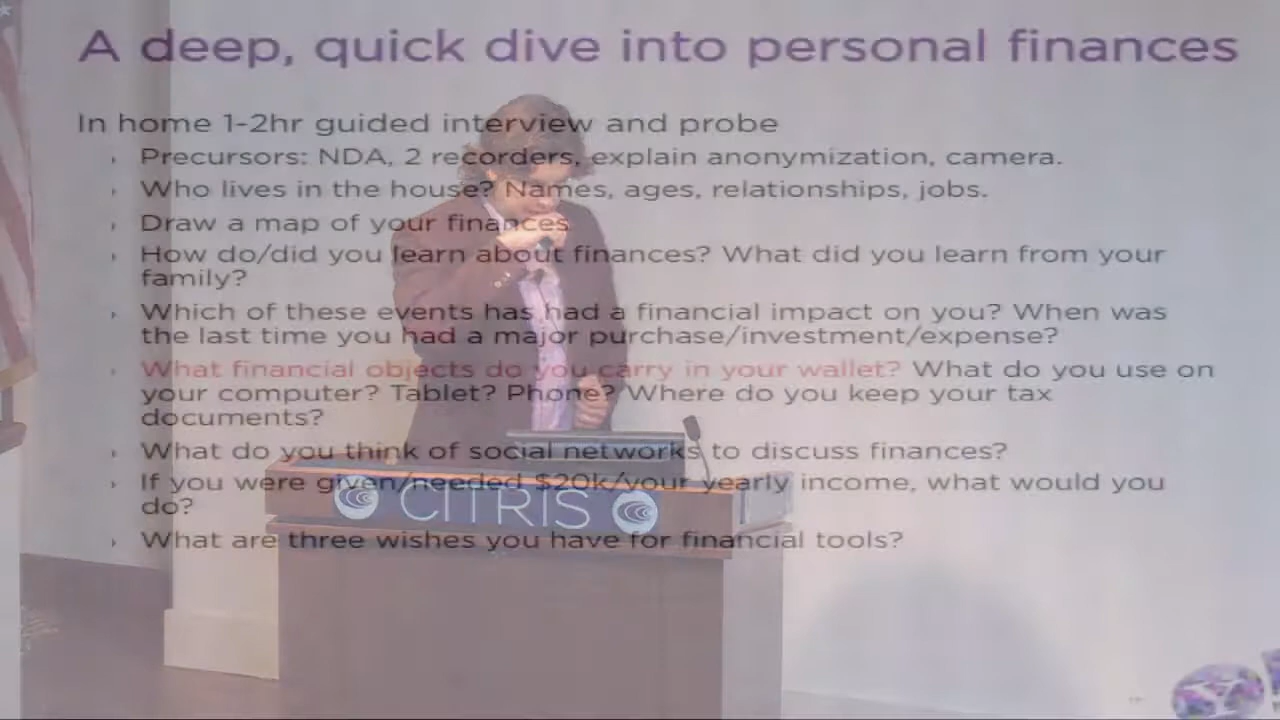 A deep, quick dive into personal finances
In home 1-2hr guided interview and probe
Precursors: NDA, 2 recorders, explain anonymization, camera.
Who lives in the house? Names, ages, relationships, jobs.
Draw a map of your finances
How do/did you learn about finances? What did you learn from your
family?
Which of these events has had a financial impact on you? When was
the last time you had a major purchase/investment/expense?
What financial objects do you carry in your wallet? What do you use on
your computer? Tablet? Phone? Where do you keep your tax
documents?
What do you think of social networks to discuss finances?
If you were given/needed $20k/your yearly income, what would you
do?
CITRIS
What are three wishes you have for financial tools?